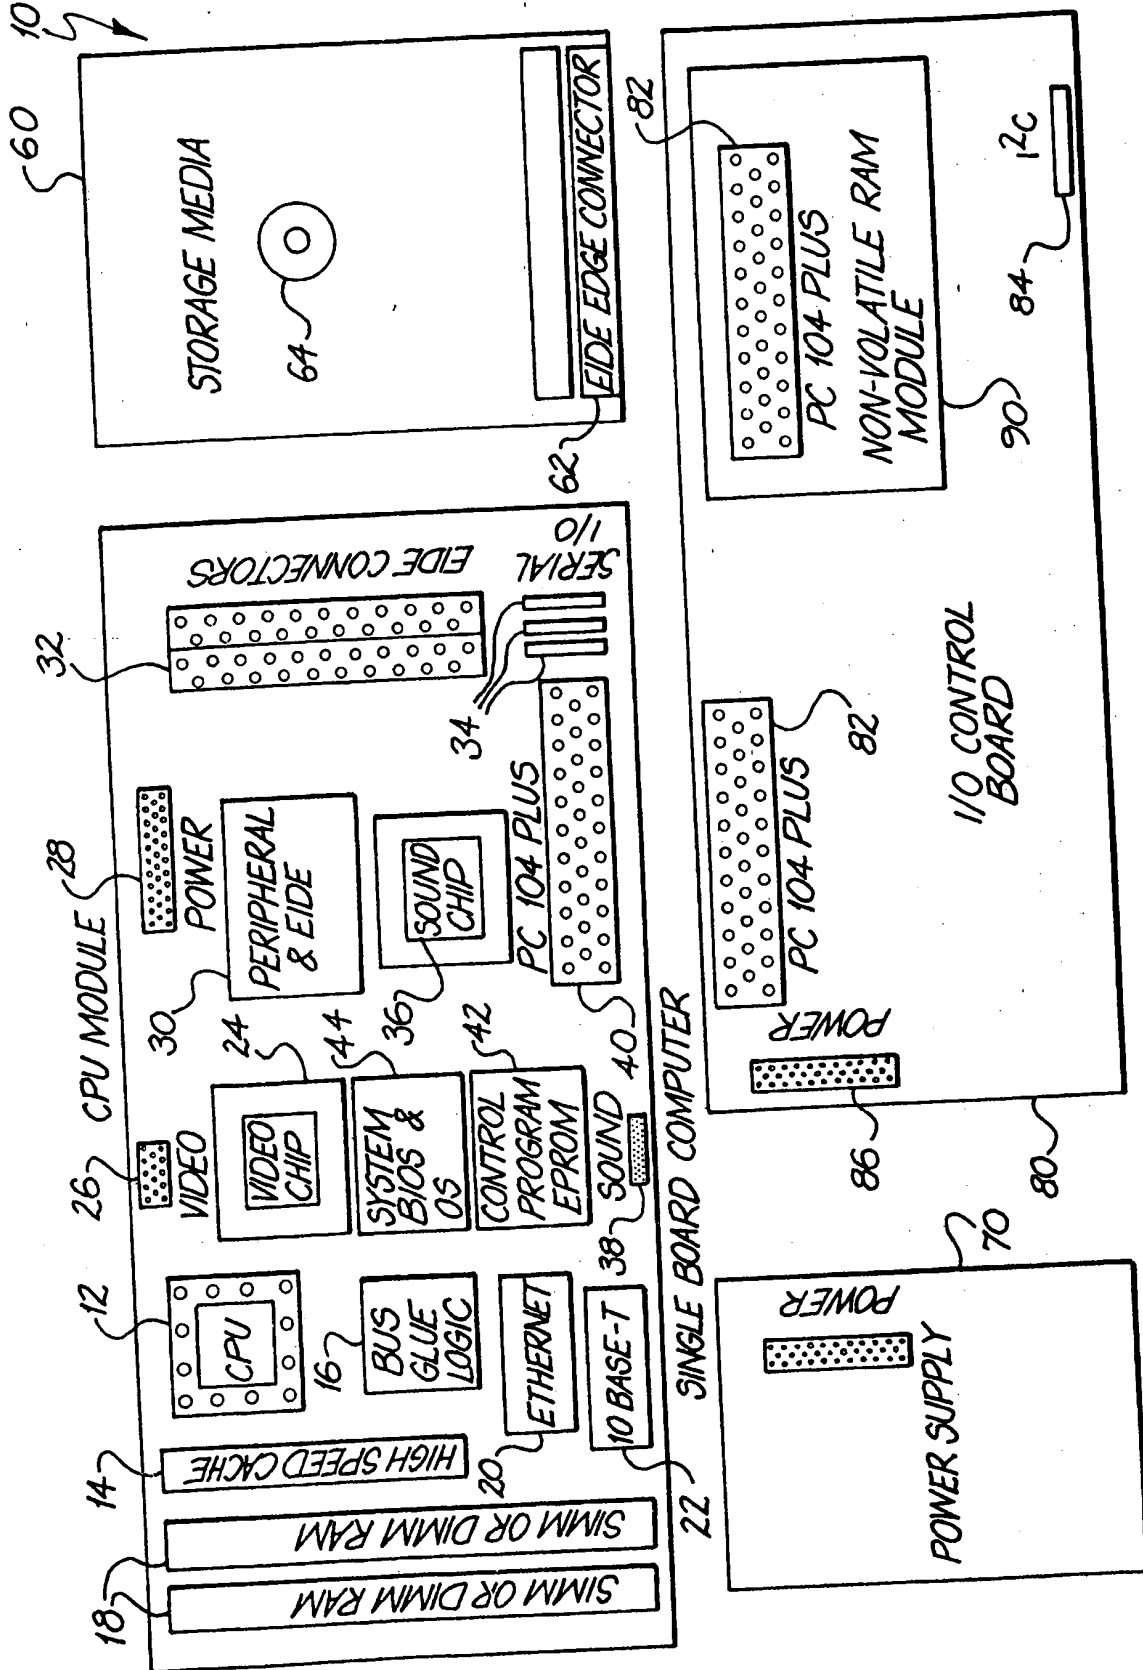 10
60
STORAGE MEDIA
64
EIDE EDGE CONNECTOR
62
CPU MODULE
18
SIMM OR DIMM RAM
SIMM OR DIMM RAM
14
HIGH SPEED CACHE
12
CPU
16
BUS
GLUE
LOGIC
20
ETHERNET
22
10 BASE-T
26
VIDEO
24
VIDEO
CHIP
44
SYSTEM
BIOS &
OS
42
CONTROL
PROGRAM
EPROM
38
SOUND
28
POWER
30
PERIPHERAL
& EIDE
36
SOUND
CHIP
PC 104 PLUS
40
32
EIDE CONNECTORS
34
SERIAL
I/O
SINGLE BOARD COMPUTER
70
POWER
POWER SUPPLY
80
86
POWER
PC 104 PLUS
82
I/O CONTROL
BOARD
82
PC 104 PLUS
NON-VOLATILE RAM
MODULE
90
84
I2C